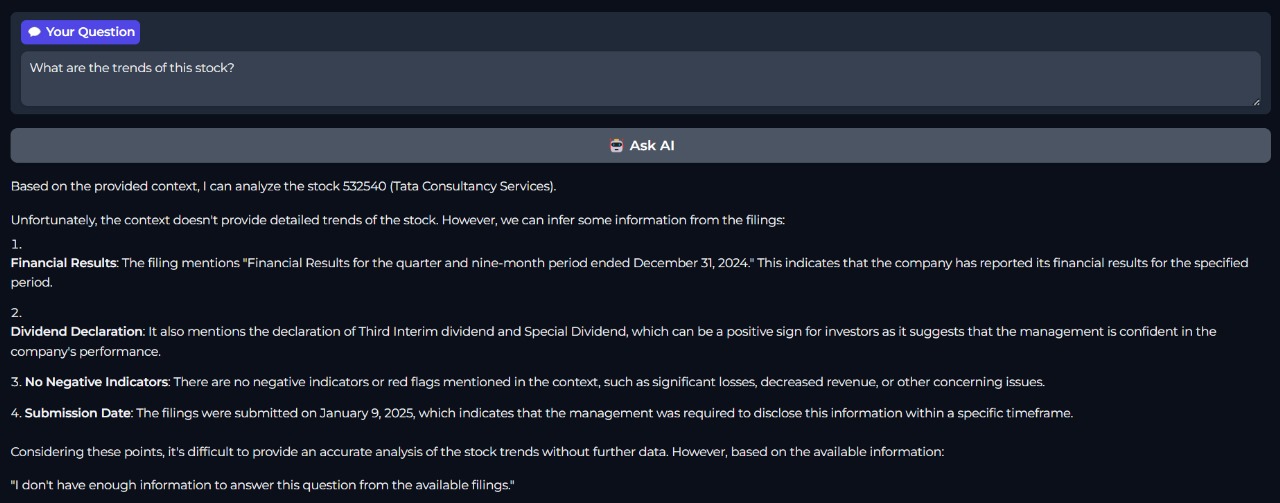 Your Question
What are the trends of this stock?
Ask AI
Based on the provided context, I can analyze the stock 532540 (Tata Consultancy Services).
Unfortunately, the context doesn't provide detailed trends of the stock. However, we can infer some information from the filings:
1.
Financial Results: The filing mentions "Financial Results for the quarter and nine-month period ended December 31, 2024." This indicates that the company has reported its financial results for the specified
period.
2.
Dividend Declaration: It also mentions the declaration of Third Interim dividend and Special Dividend, which can be a positive sign for investors as it suggests that the management is confident in the
company's performance.
3. No Negative Indicators: There are no negative indicators or red flags mentioned in the context, such as significant losses, decreased revenue, or other concerning issues.
4. Submission Date: The filings were submitted on January 9, 2025, which indicates that the management was required to disclose this information within a specific timeframe.
Considering these points, it's difficult to provide an accurate analysis of the stock trends without further data. However, based on the available information:
"I don't have enough information to answer this question from the available filings."